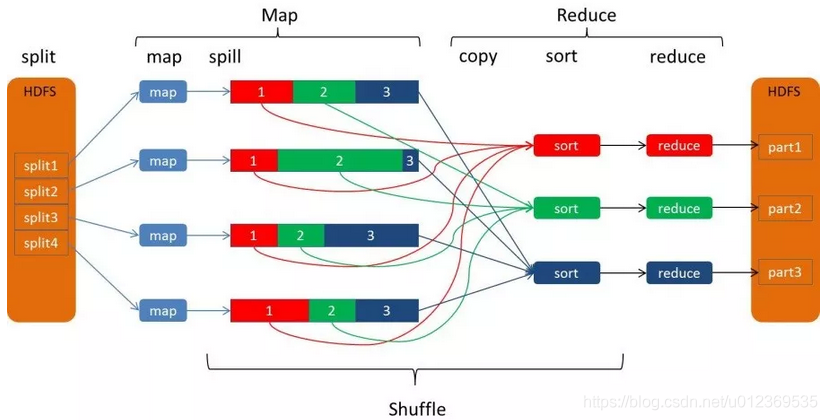 Map
Reduce
split
map
spill
copy
sort
reduce
HDFS
split1
split2
split3
split4
map
1
2
3
map
1
2
3
map
1
2
3
map
1
2
3
sort
reduce
sort
reduce
sort
reduce
HDFS
part1
part2
part3
Shuffle
https://blog.csdn.net/u012369535